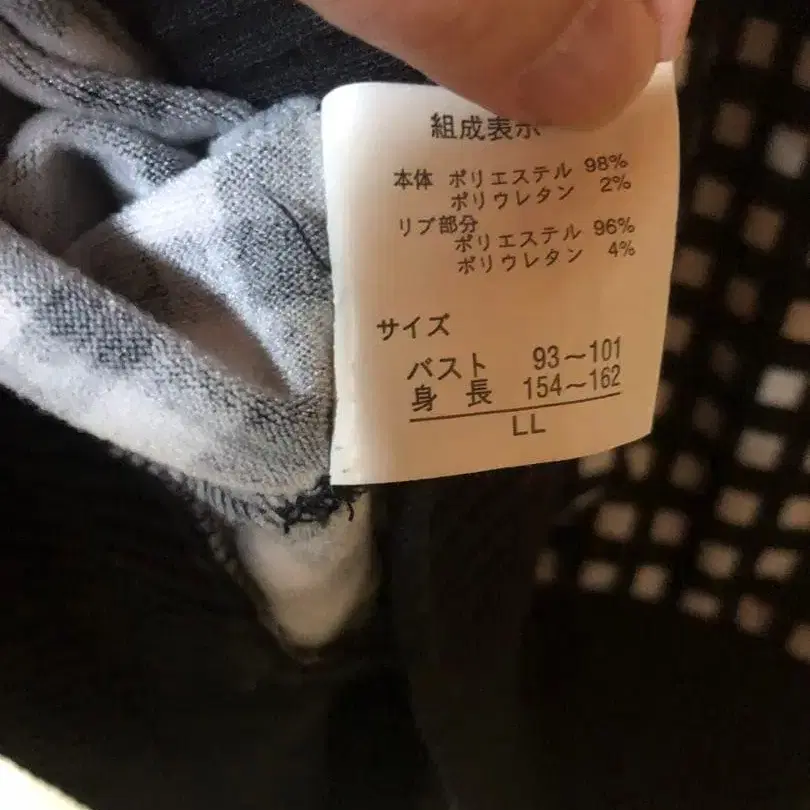 組成表示
本体 ポリエステル 98%
ポリウレタン 2%
リブ部分
ポリエステル 96%
ポリウレタン 4%
サイズ
バスト 93～101
身長 154～162
LL